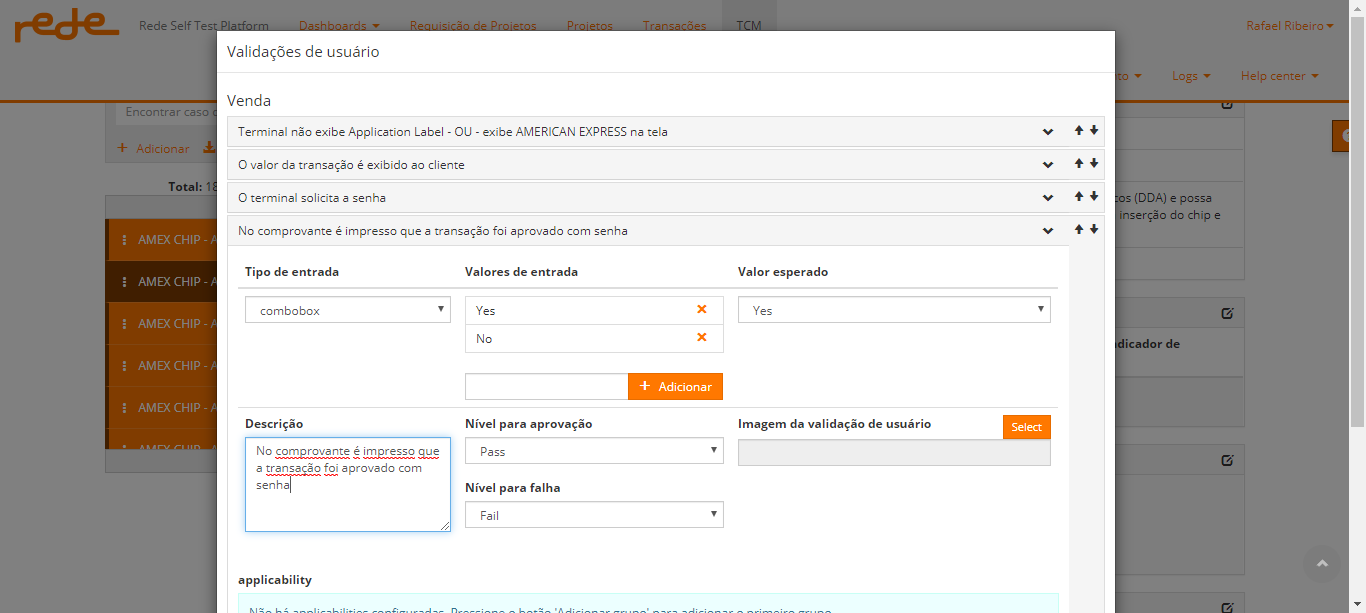 rede Rede Self Test Platform Dashboards Requisição de Projetos Projetos Transações TCM Rafael Ribeiro
Logs Help center
Validações de usuário
Venda
Encontrar caso
Adicionar
Total: 18
AMEX CHIP - A
AMEX CHIP - A
AMEX CHIP - A
AMEX CHIP - A
AMEX CHIP - A
AMEX CHIP - A
Terminal não exibe Application Label - OU - exibe AMERICAN EXPRESS na tela
O valor da transação é exibido ao cliente
O terminal solicita a senha
No comprovante é impresso que a transação foi aprovado com senha
Tipo de entrada Valores de entrada Valor esperado
combobox Yes Yes
No
+ Adicionar
Descrição Nível para aprovação Imagem da validação de usuário Select
No comprovante é impresso que
a transação foi aprovado com
senha
Pass
Nível para falha
Fail
applicability
Não há applicabilities configuradas. Pressione o botão 'Adicionar grupo' para adicionar o primeiro grupo
(DDA) e possa
inserção do chip e
de